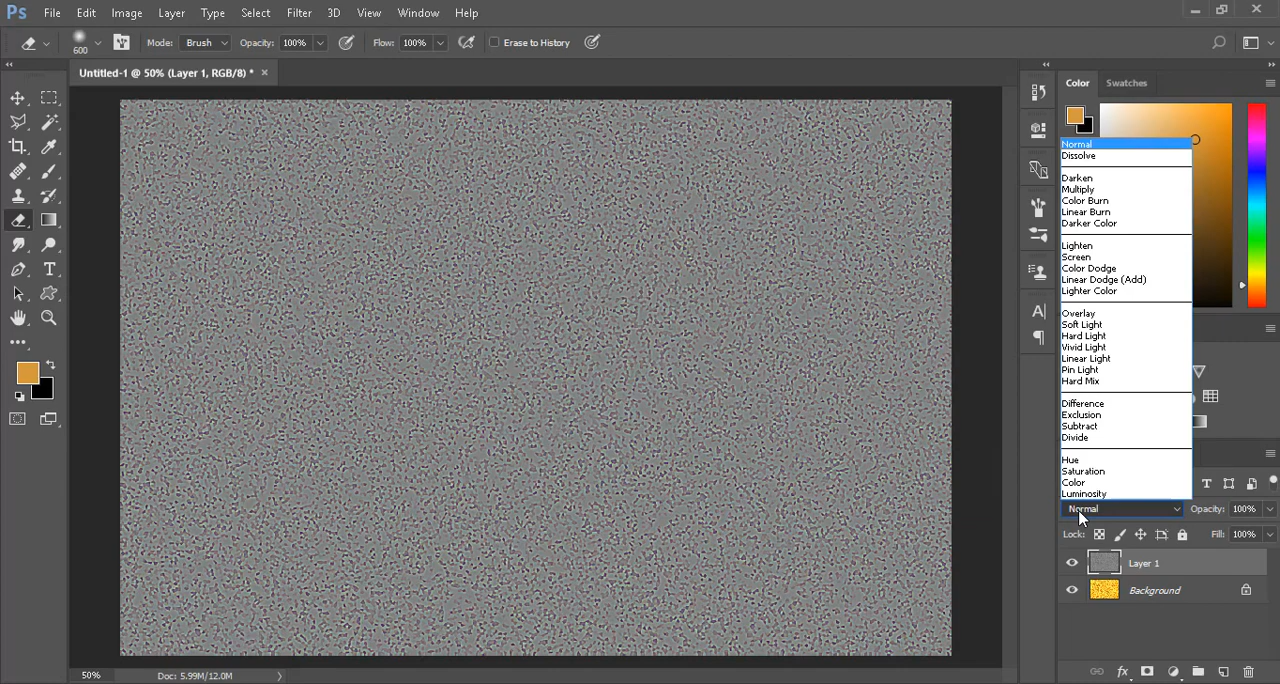 Ps File Edit Image Layer Type Select Filter 3D View Window Help
600 Mode: Brush Opacity: 100% Flow: 100% Erase to History
Untitled-1 @ 50% (Layer 1, RGB/8) * ×
Color Swatches
Normal
Dissolve
Darken
Multiply
Color Burn
Linear Burn
Darker Color
Lighten
Screen
Color Dodge
Linear Dodge (Add)
Lighter Color
Overlay
Soft Light
Hard Light
Vivid Light
Linear Light
Pin Light
Hard Mix
Difference
Exclusion
Subtract
Divide
Hue
Saturation
Color
Luminosity
Normal Opacity: 100%
Lock: Fill: 100%
Layer 1
Background
50% Doc: 5.99M/12.0M